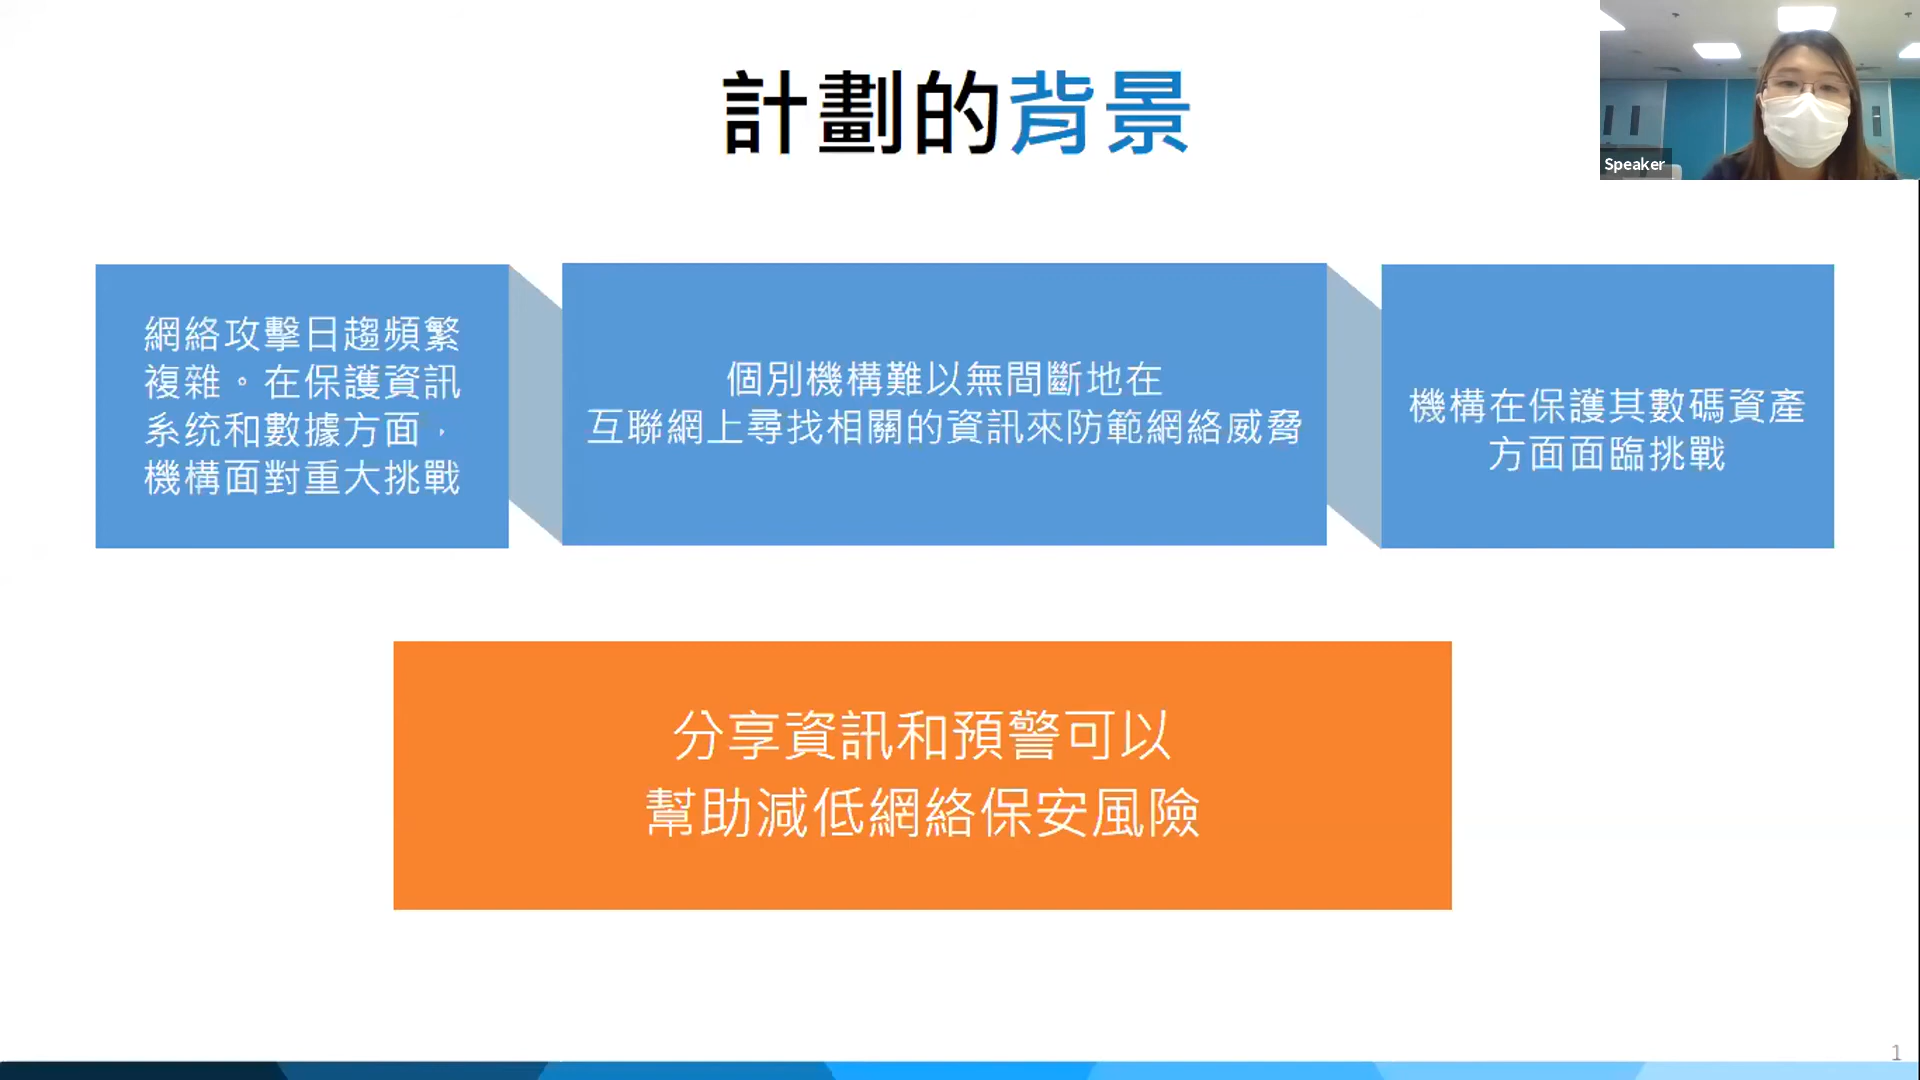 計劃的背景
Speaker
網絡攻擊日趨頻繁
複雜。在保護資訊
系统和數據方面，
機構面對重大挑戰
個別機構難以無間斷地在
互聯網上尋找相關的資訊來防範網絡威脅
機構在保護其數碼資產
方面面臨挑戰
分享資訊和預警可以
幫助減低網絡保安風險
1